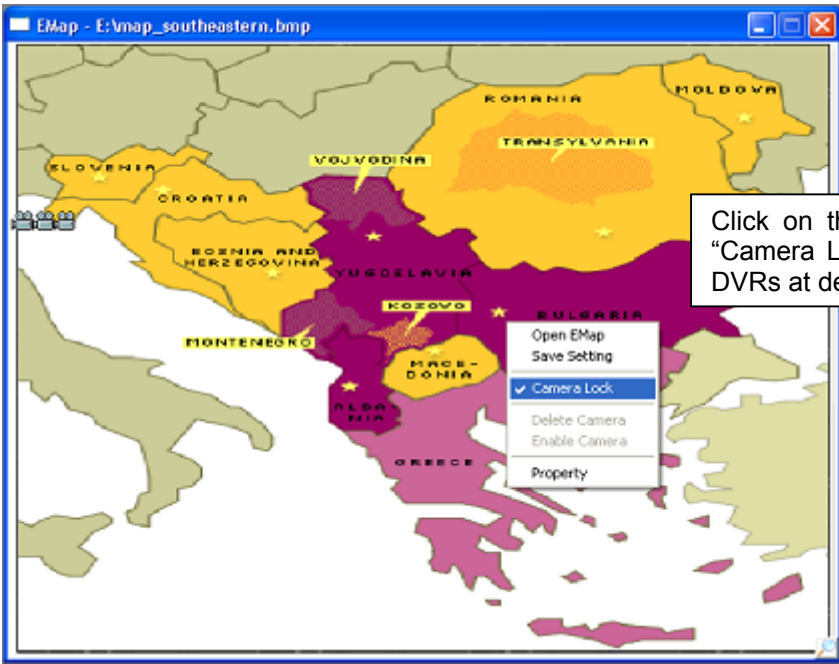 EMap - E:\map_southeastern.bmp
MOLDOVA
ROMANIA
TRANSYLVANIA
VOJVODINA
SLOVENIA
CROATIA
Click on th
"Camera L
DVRs at de
BOZNIA AND
HERZEGOVINA
YUGOSLAVIA
KOZOVO
BULGARIA
MONTENEGRO
MACE-
DONIA
ALBA-
NIA
GREECE
Open EMap
Save Setting
Camera Lock
Delete Camera
Enable Camera
Property